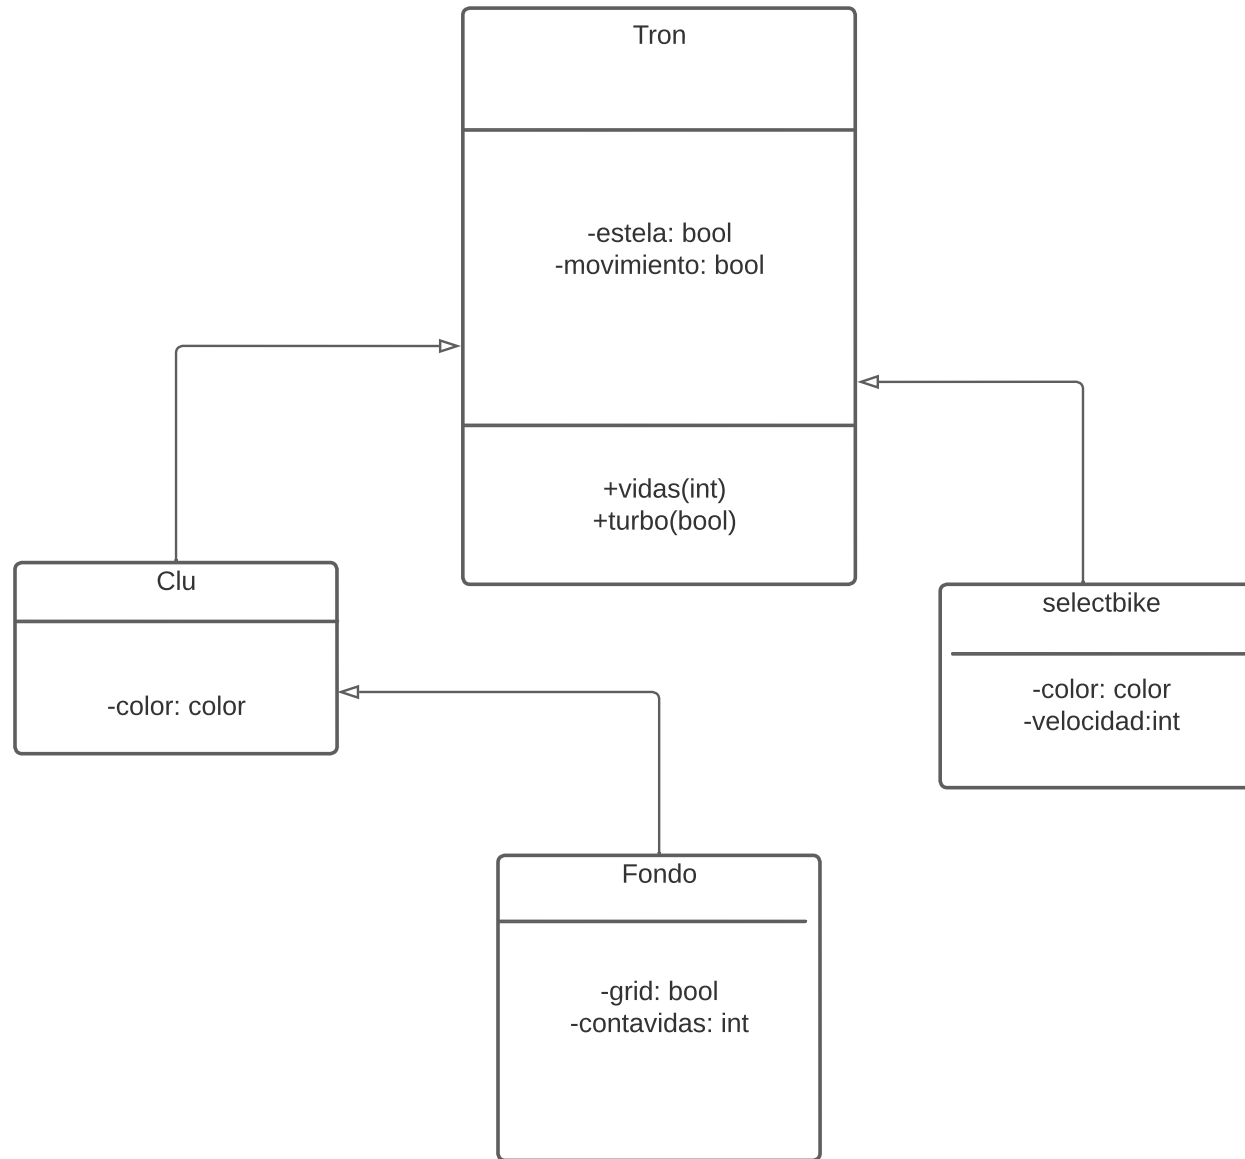 Tron
-estela: bool
-movimiento: bool
+vidas(int)
+turbo(bool)
Clu
-color: color
selectbike
-color: color
-velocidad:int
Fondo
-grid: bool
-contavidas: int